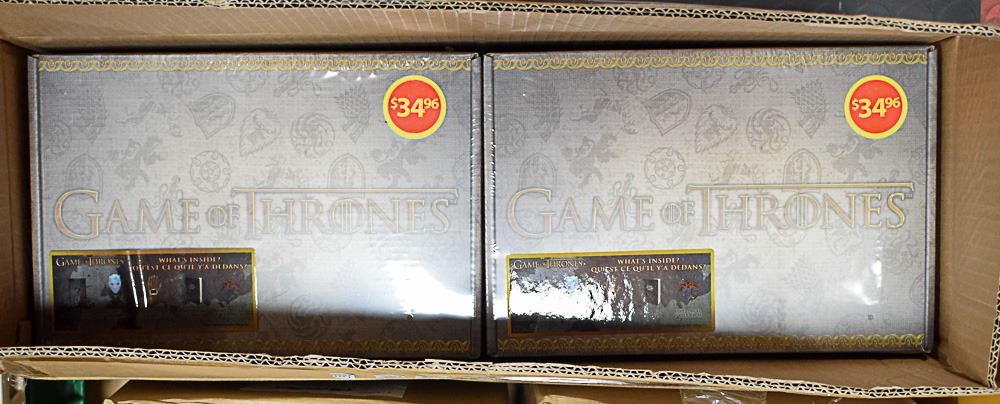 $34.96
GAME OF THRONES
GAME OF THRONES
WHAT'S INSIDE?
QU'EST CE QU'IL Y'A DEDANS?
$34.96
GAME OF THRONES
GAME OF THRONES
WHAT'S INSIDE?
QU'EST CE QU'IL Y'A DEDANS?